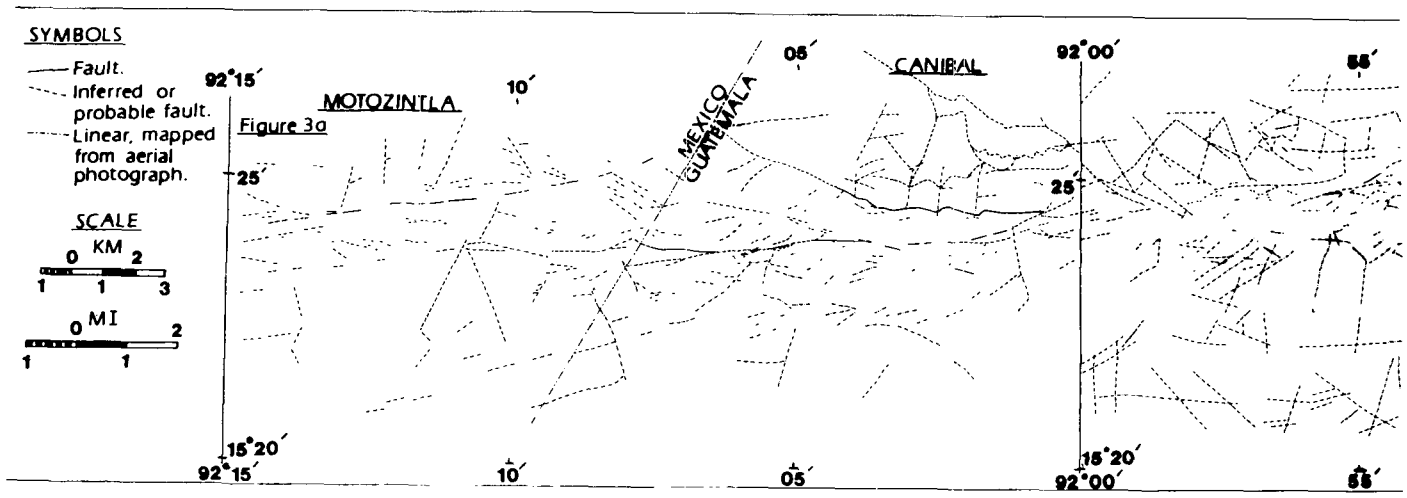 SYMBOLS
Fault.
Inferred or
probable fault.
Linear, mapped
from aerial
photograph.
SCALE
KM
0 2
1 1 3
MI
0 2
1 1
92°15′
10′
05′
92°00′
55′
MOTOZINTLA
CANIBAL
Figure 3a
MEXICO
GUATEMALA
25′
25′
15°20′
15°20′
92°15′
10′
05′
92°00′
55′